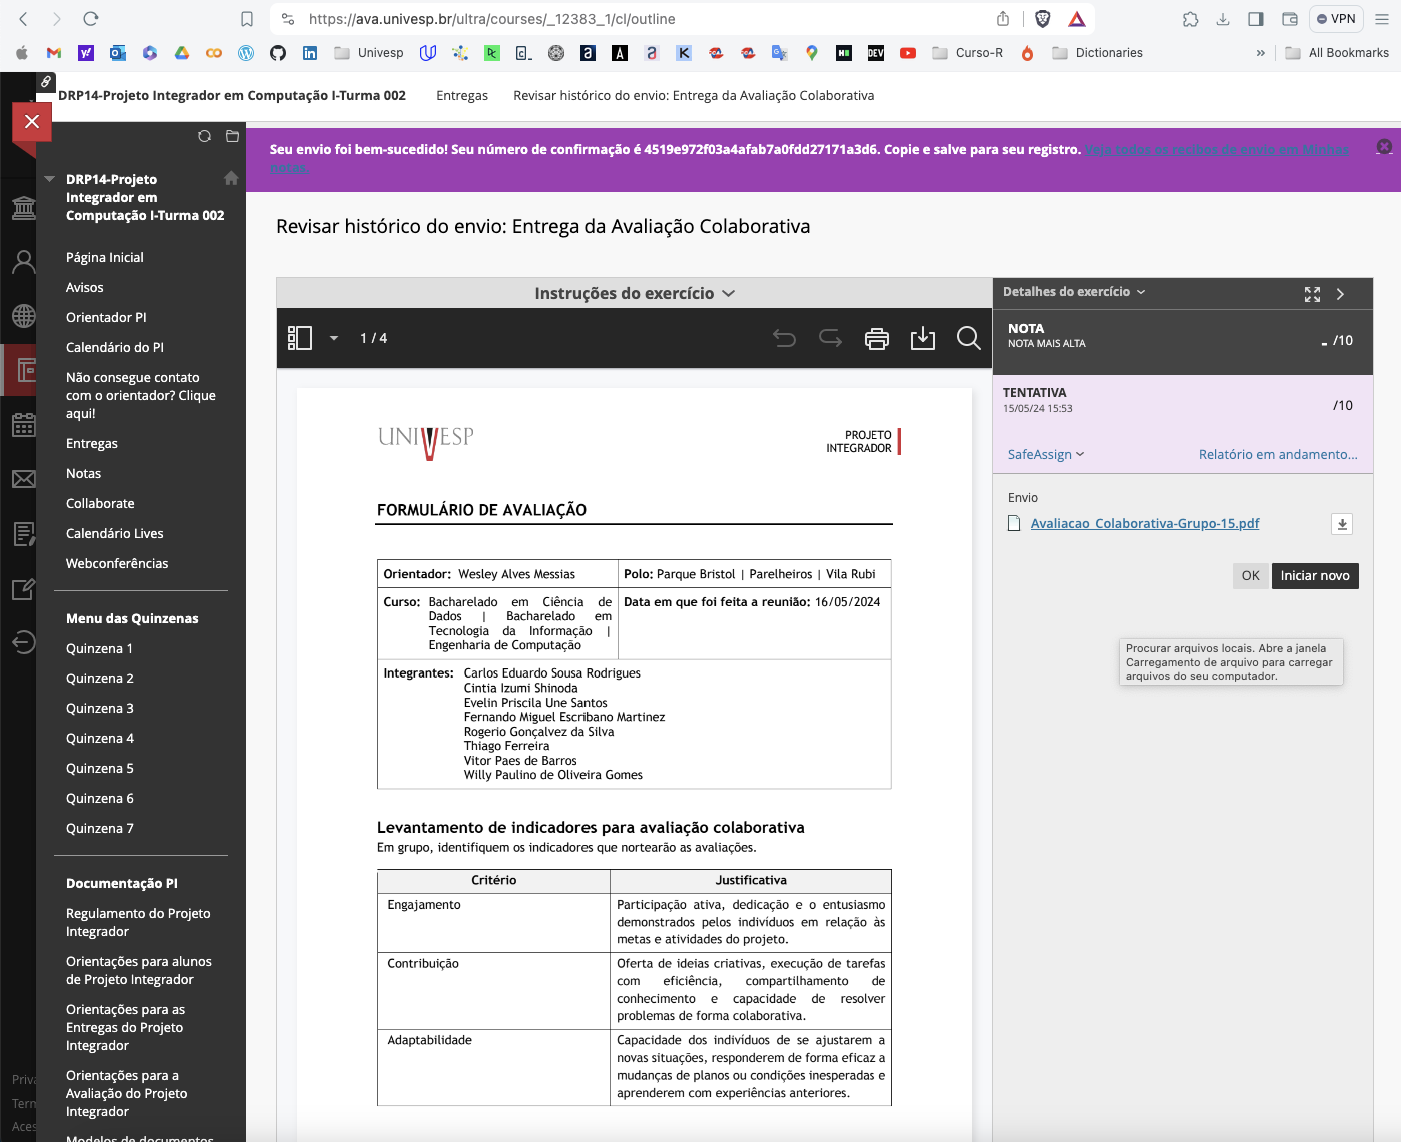 https://ava.univesp.br/ultra/courses/_12383_1/cl/outline
VPN
Univesp
Curso-R
Dictionaries
»
All Bookmarks
DRP14-Projeto Integrador em Computação I-Turma 002
Entregas
Revisar histórico do envio: Entrega da Avaliação Colaborativa
DRP14-Projeto
Integrador em
Computação I-Turma 002
Página Inicial
Avisos
Orientador PI
Calendário do PI
Não consegue contato
com o orientador? Clique
aqui!
Entregas
Notas
Collaborate
Calendário Lives
Webconferências
Menu das Quinzenas
Quinzena 1
Quinzena 2
Quinzena 3
Quinzena 4
Quinzena 5
Quinzena 6
Quinzena 7
Documentação PI
Regulamento do Projeto
Integrador
Orientações para alunos
de Projeto Integrador
Orientações para as
Entregas do Projeto
Integrador
Orientações para a
Avaliação do Projeto
Integrador
Modelos de documentos
Priva
Term
Aces
Seu envio foi bem-sucedido! Seu número de confirmação é 4519e972f03a4afab7a0fdd27171a3d6. Copie e salve para seu registro. Veja todos os recibos de envio em Minhas
notas.
Revisar histórico do envio: Entrega da Avaliação Colaborativa
Instruções do exercício
1 / 4
UNIVESP
PROJETO
INTEGRADOR
FORMULÁRIO DE AVALIAÇÃO
Orientador: Wesley Alves Messias
Polo: Parque Bristol | Parelheiros | Vila Rubi
Curso: Bacharelado em Ciência de
Dados | Bacharelado em
Tecnologia da Informação |
Engenharia de Computação
Data em que foi feita a reunião: 16/05/2024
Integrantes: Carlos Eduardo Sousa Rodrigues
Cintia Izumi Shinoda
Evelin Priscila Une Santos
Fernando Miguel Escribano Martinez
Rogerio Gonçalvez da Silva
Thiago Ferreira
Vitor Paes de Barros
Willy Paulino de Oliveira Gomes
Levantamento de indicadores para avaliação colaborativa
Em grupo, identifiquem os indicadores que nortearão as avaliações.
Critério
Justificativa
Engajamento
Participação ativa, dedicação e o entusiasmo
demonstrados pelos indivíduos em relação às
metas e atividades do projeto.
Contribuição
Oferta de ideias criativas, execução de tarefas
com eficiência, compartilhamento de
conhecimento e capacidade de resolver
problemas de forma colaborativa.
Adaptabilidade
Capacidade dos indivíduos de se ajustarem a
novas situações, responderem de forma eficaz a
mudanças de planos ou condições inesperadas e
aprenderem com experiências anteriores.
Detalhes do exercício
NOTA
NOTA MAIS ALTA
- /10
TENTATIVA
15/05/24 15:53
/10
SafeAssign
Relatório em andamento...
Envio
Avaliacao_Colaborativa-Grupo-15.pdf
OK
Iniciar novo
Procurar arquivos locais. Abre a janela
Carregamento de arquivo para carregar
arquivos do seu computador.